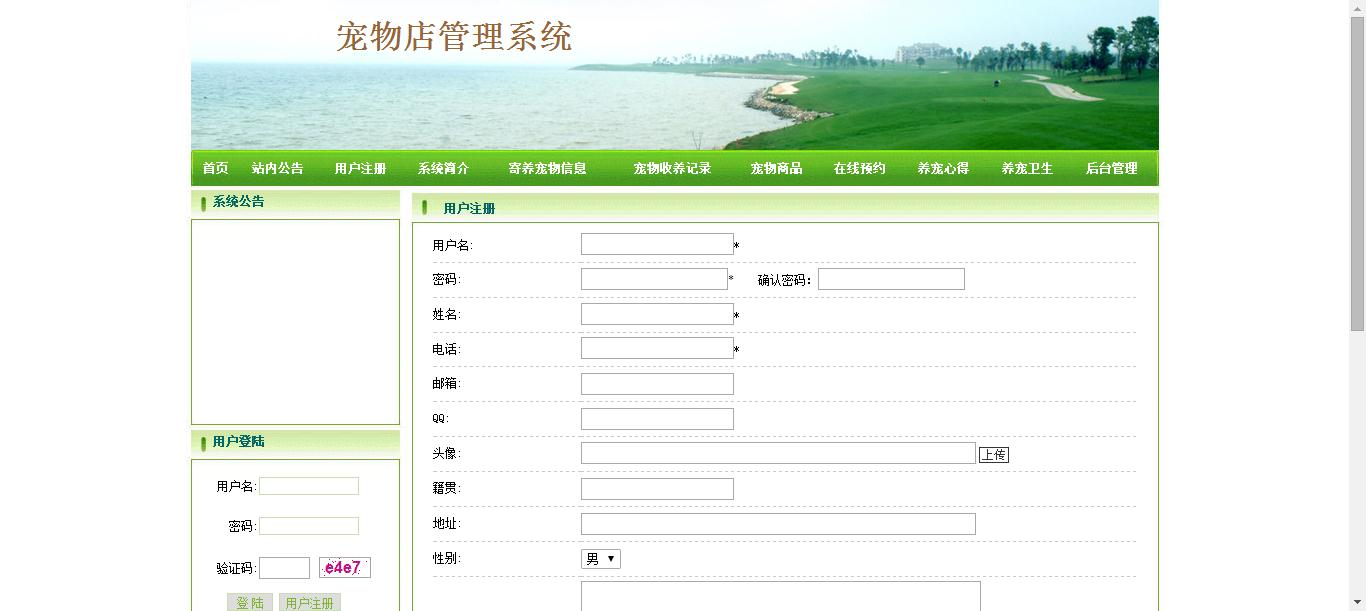 宠物店管理系统
首页 站内公告 用户注册 系统简介 寄养宠物信息 宠物收养记录 宠物商品 在线预约 养宠心得 养宠卫生 后台管理
系统公告
用户登陆
用户名:
密码:
验证码: e4e7
登陆 用户注册
用户注册
用户名: *
密码: * 确认密码:
姓名: *
电话: *
邮箱:
QQ:
头像: 上传
籍贯:
地址:
性别: 男